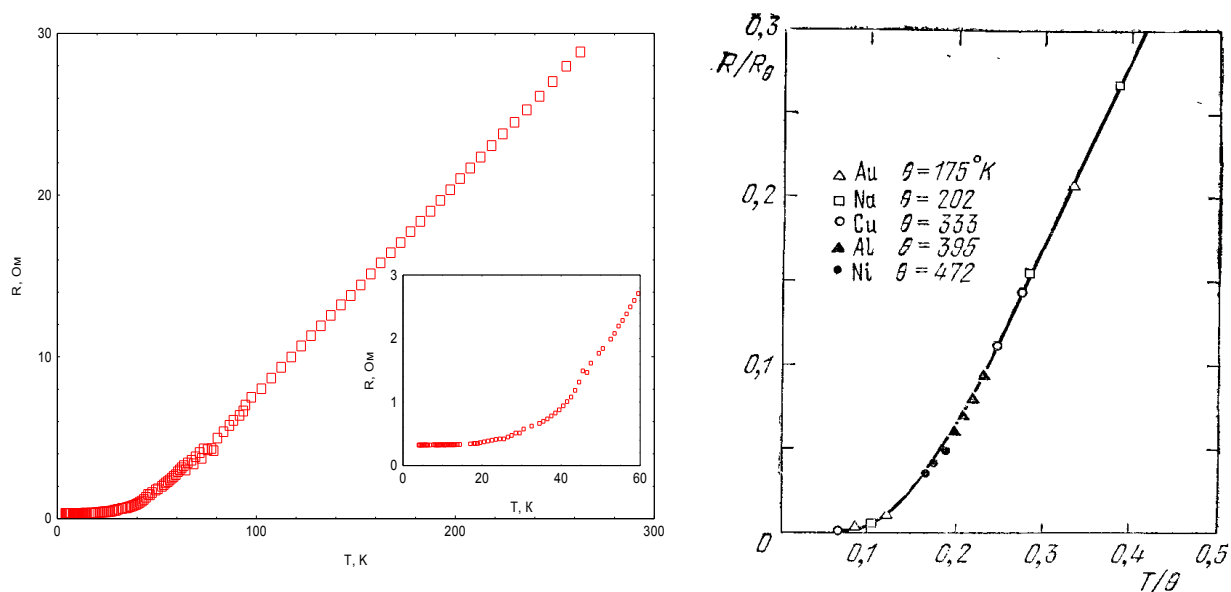 30
20
10
0
R, Ом
100
200
300
T, K
3
2
1
0
R, Ом
0
20
40
60
T, K
0,3
R/Rθ
0,2
0,1
0
△ Au θ=175°K
□ Na θ=202
○ Cu θ=333
▲ Al θ=395
● Ni θ=472
0,1
0,2
0,3
0,4
0,5
T/θ